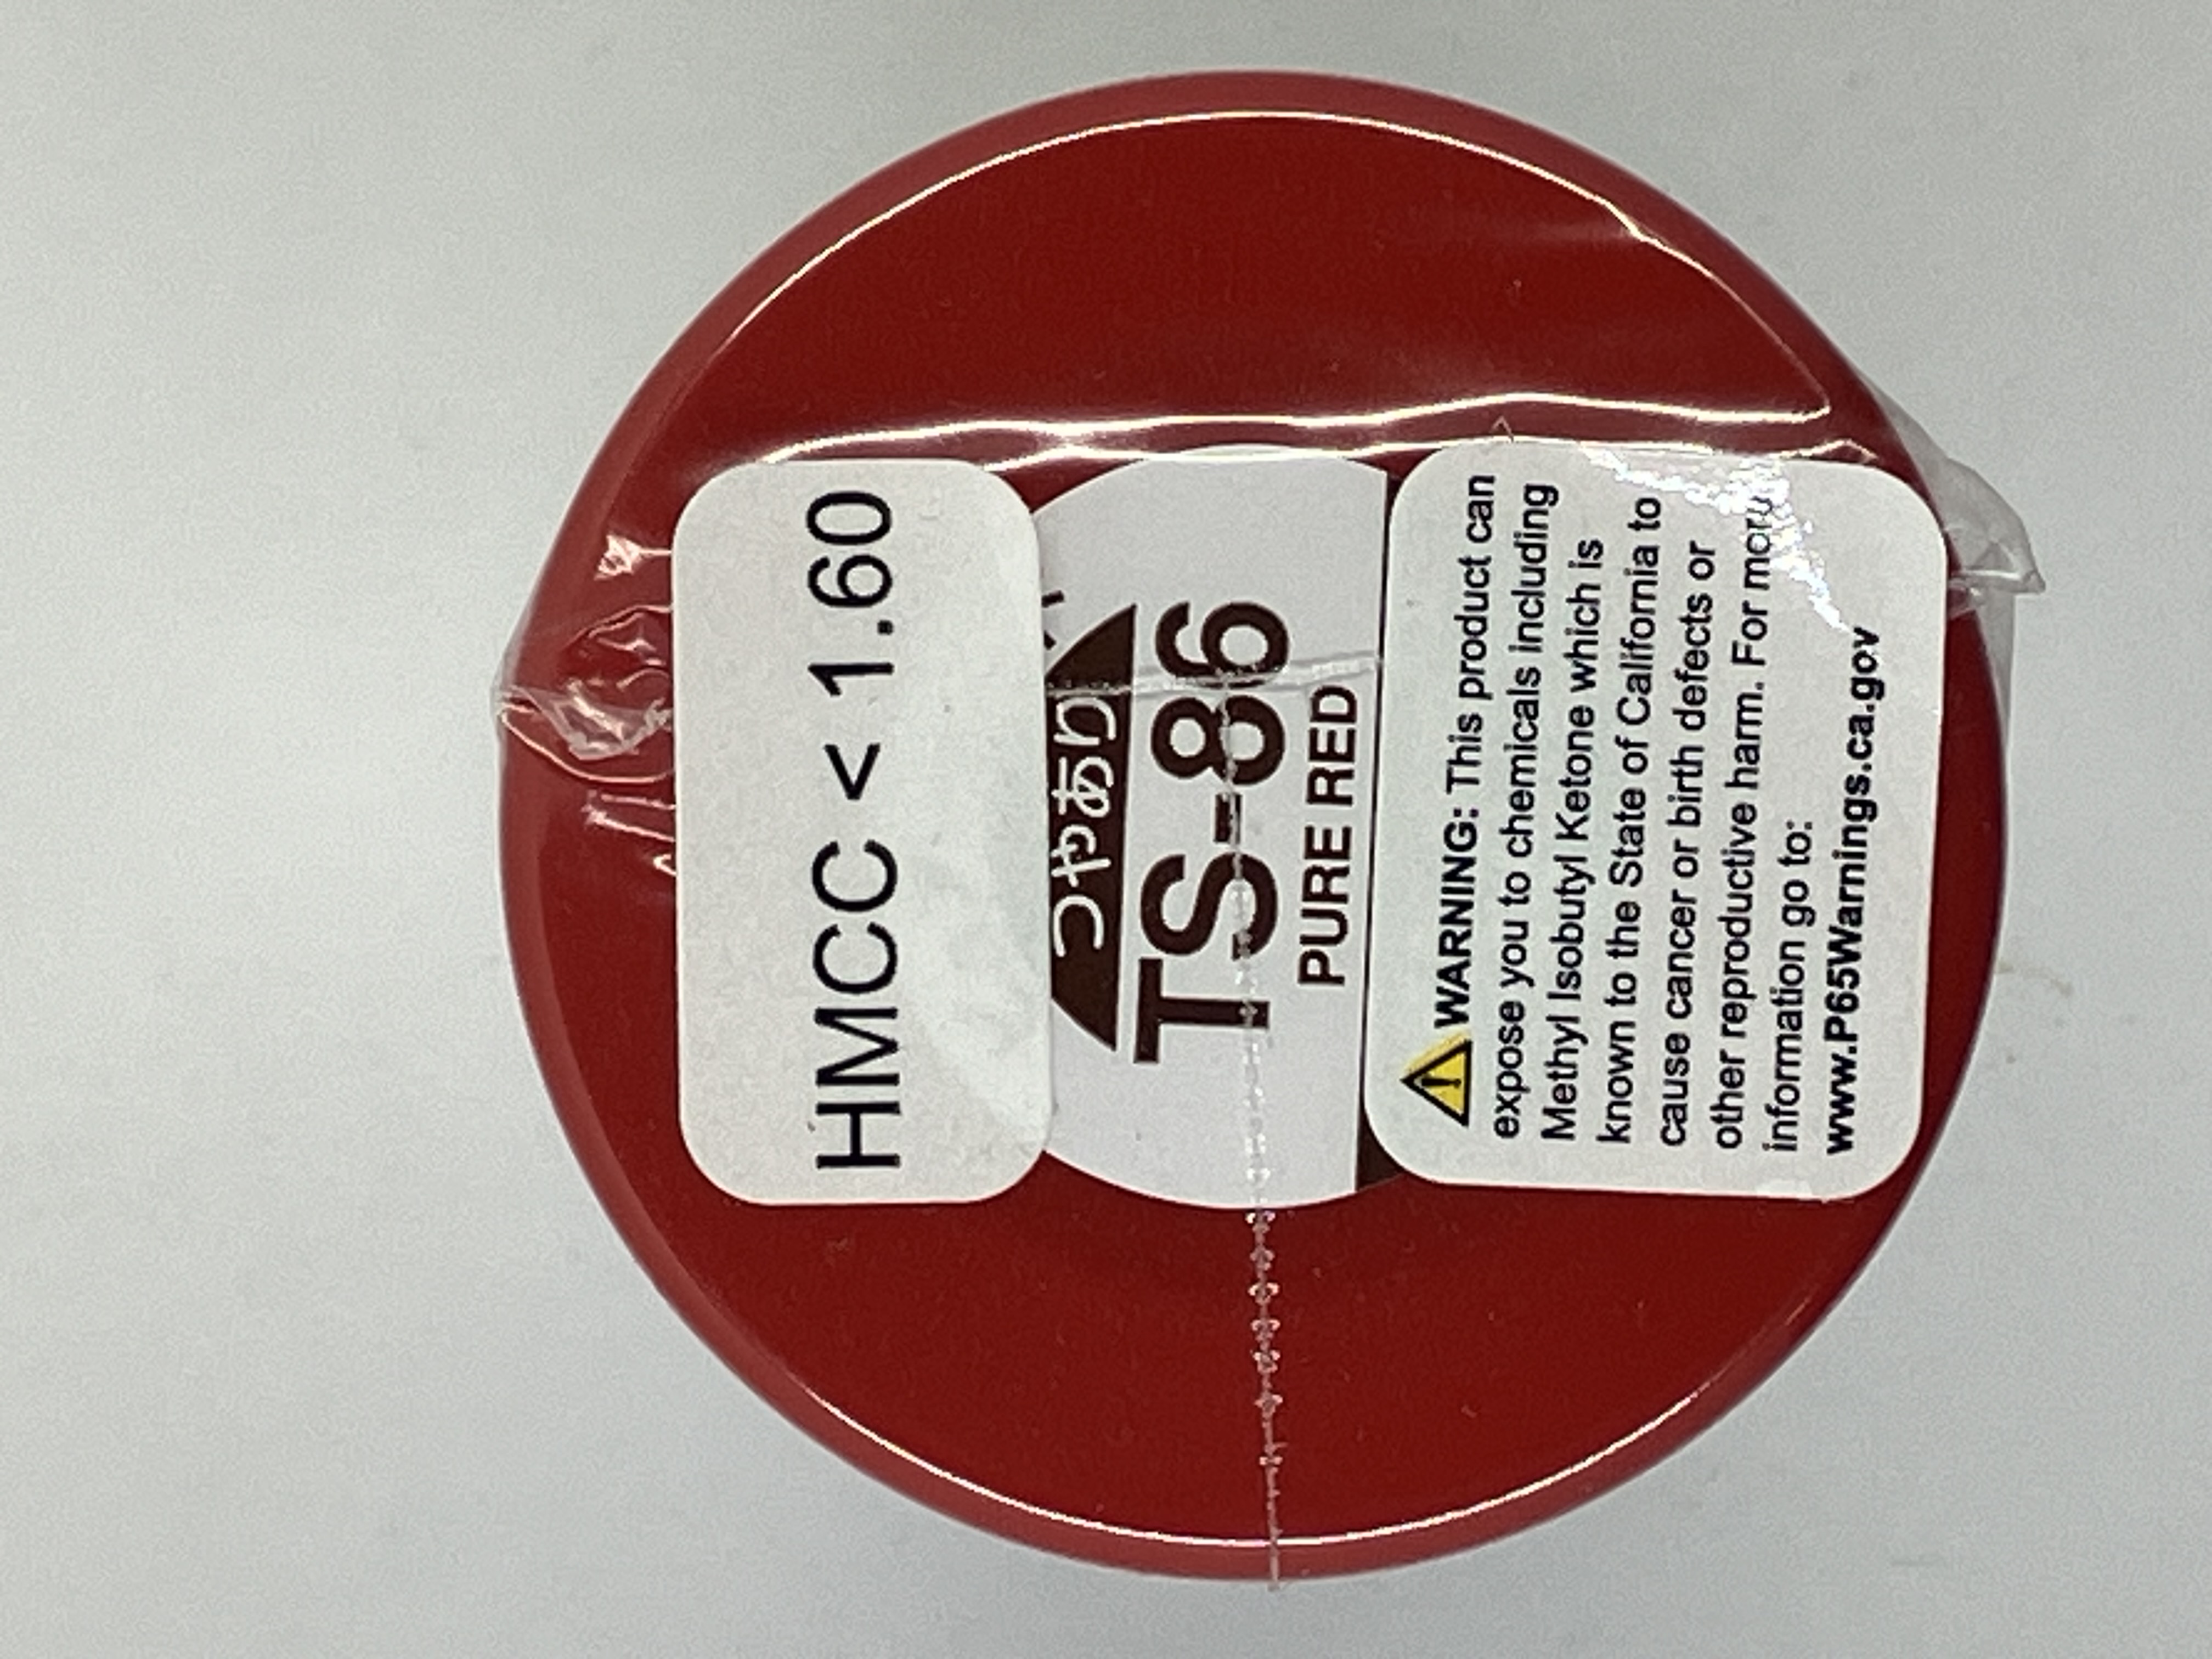 HMCC < 1.60
つやあり
TS-86
PURE RED
WARNING: This product can
expose you to chemicals including
Methyl Isobutyl Ketone which is
known to the State of California to
cause cancer or birth defects or
other reproductive harm. For more
information go to:
www.P65Warnings.ca.gov